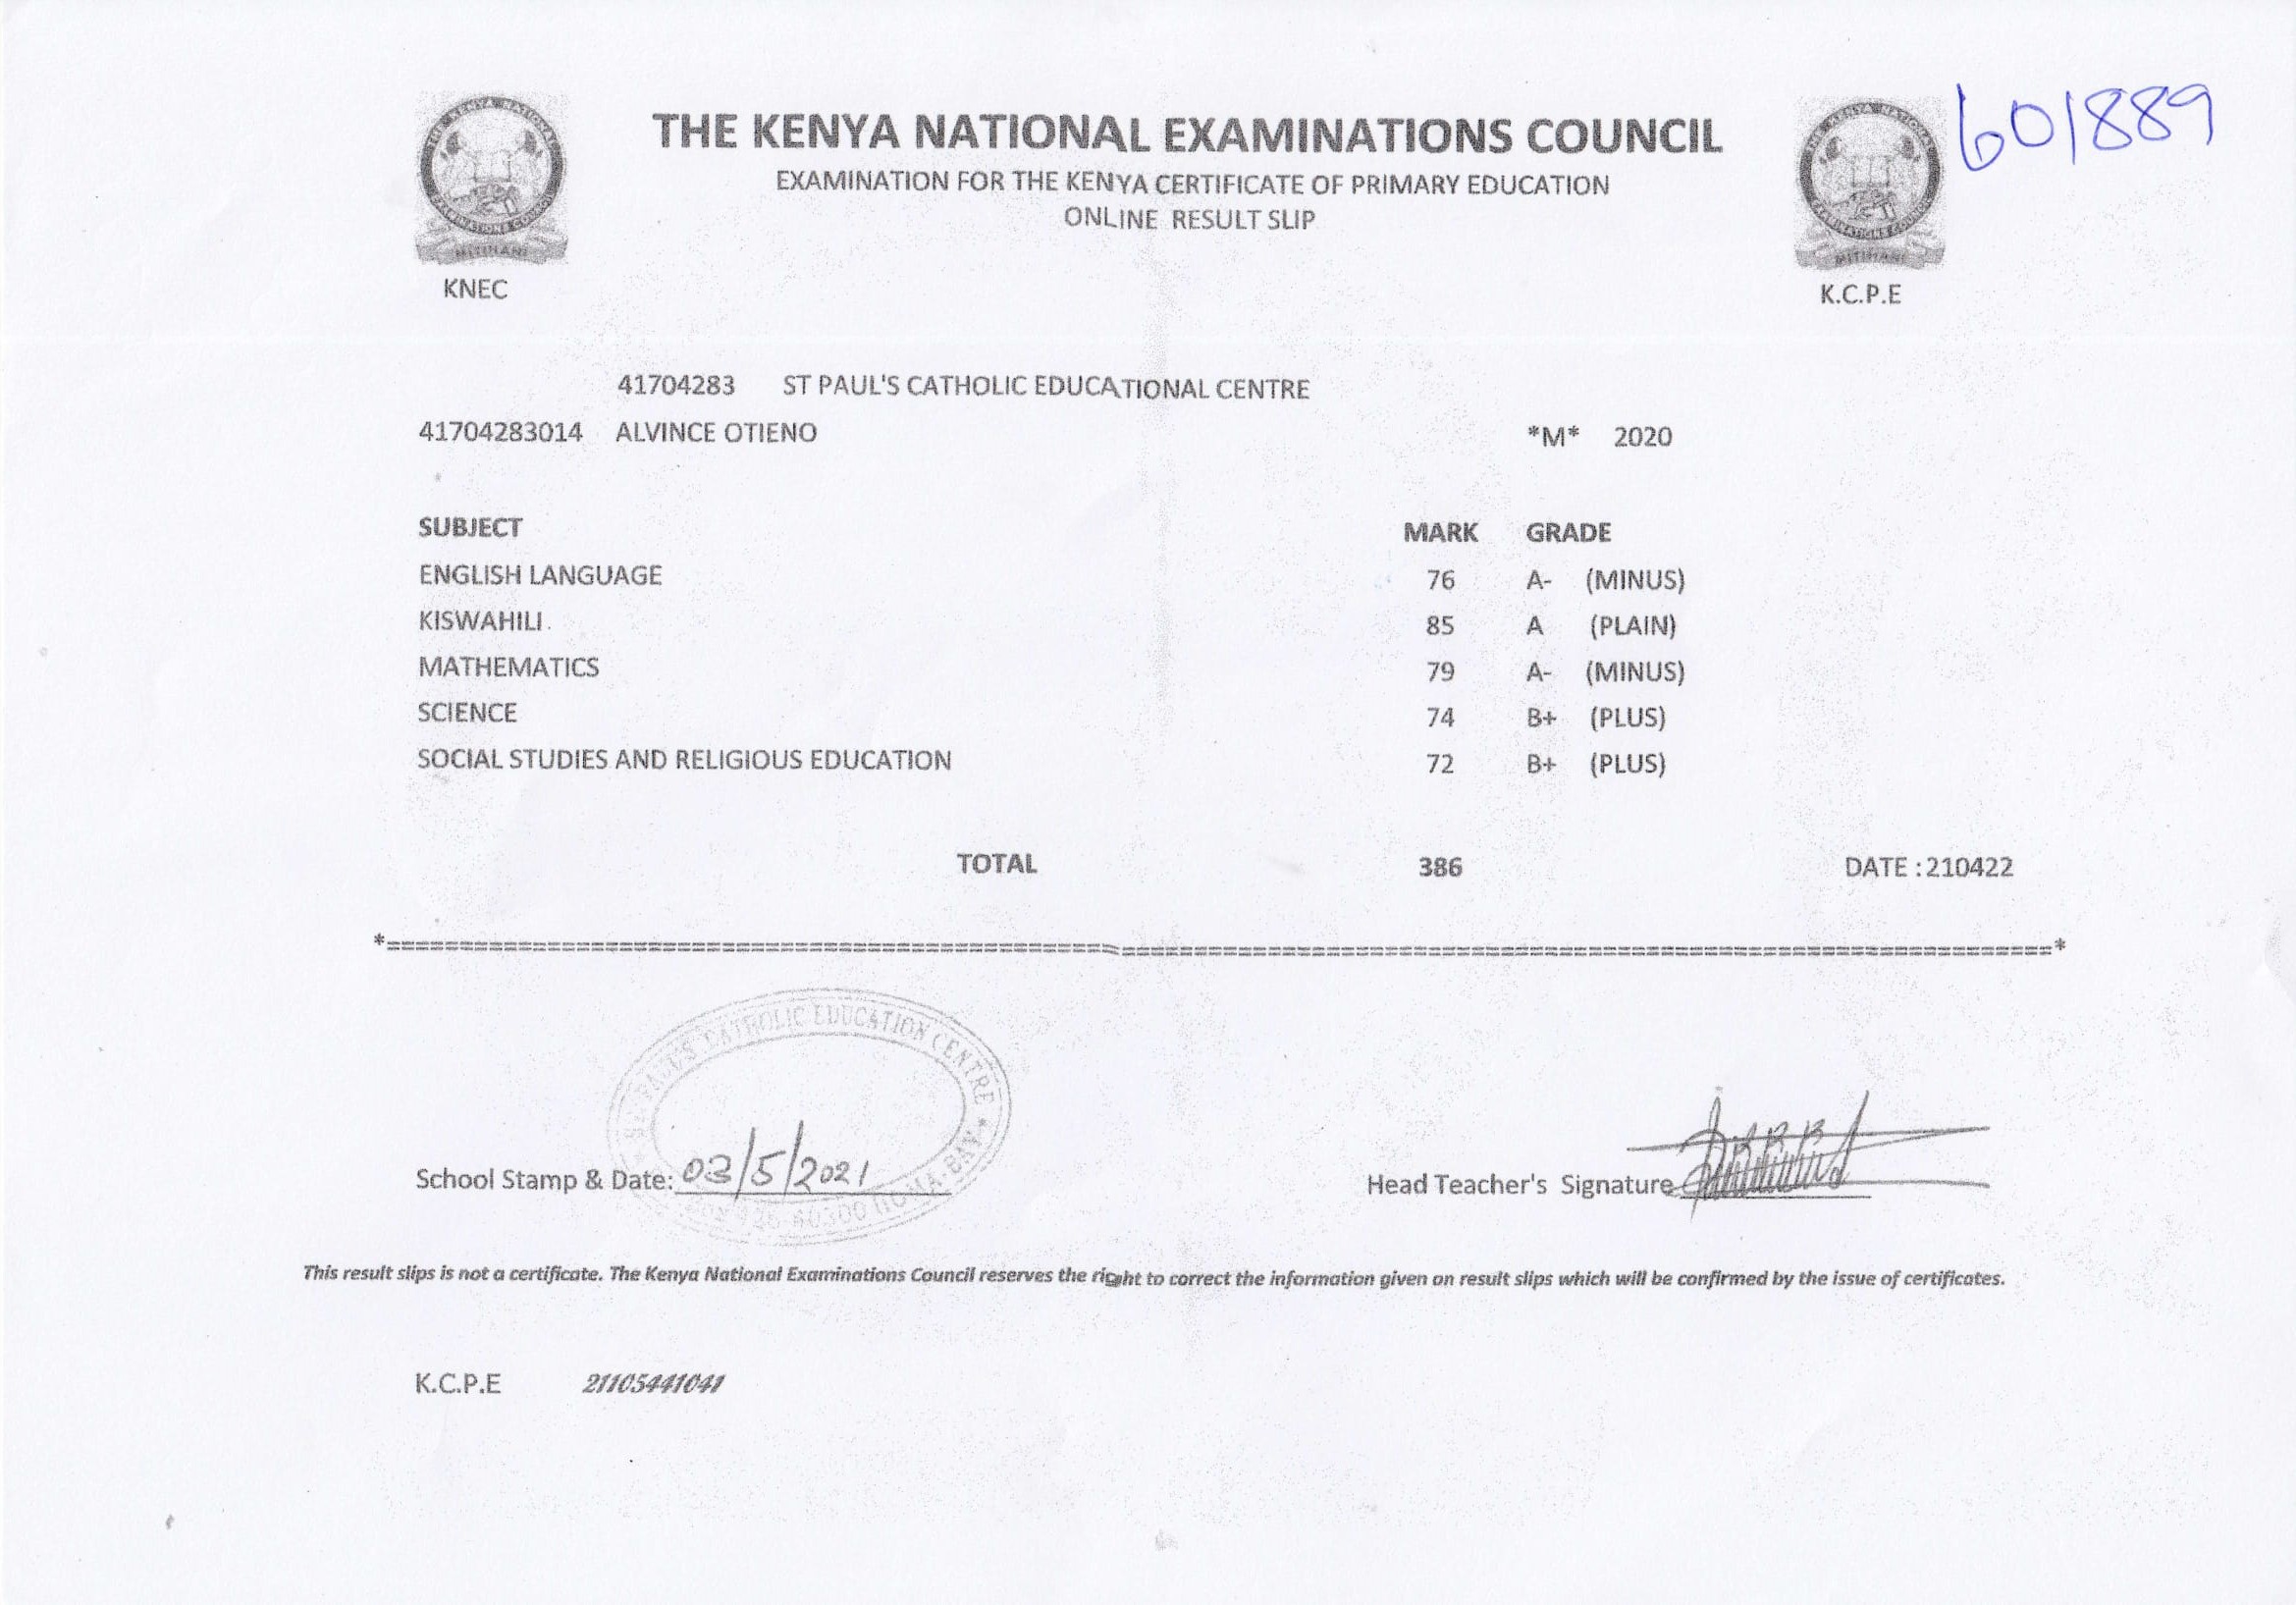 601889
THE KENYA NATIONAL EXAMINATIONS COUNCIL
EXAMINATION FOR THE KENYA CERTIFICATE OF PRIMARY EDUCATION
ONLINE RESULT SLIP
KNEC
K.C.P.E
41704283 ST PAUL'S CATHOLIC EDUCATIONAL CENTRE
41704283014 ALVINCE OTIENO *M* 2020
SUBJECT MARK GRADE
ENGLISH LANGUAGE 76 A- (MINUS)
KISWAHILI 85 A (PLAIN)
MATHEMATICS 79 A- (MINUS)
SCIENCE 74 B+ (PLUS)
SOCIAL STUDIES AND RELIGIOUS EDUCATION 72 B+ (PLUS)
TOTAL 386 DATE : 210422
CATHOLIC EDUCATION CENTRE
School Stamp & Date: 03/5/2021 Head Teacher's Signature
40300 HOMA-BAY
This result slips is not a certificate. The Kenya National Examinations Council reserves the right to correct the information given on result slips which will be confirmed by the issue of certificates.
K.C.P.E 21105441041